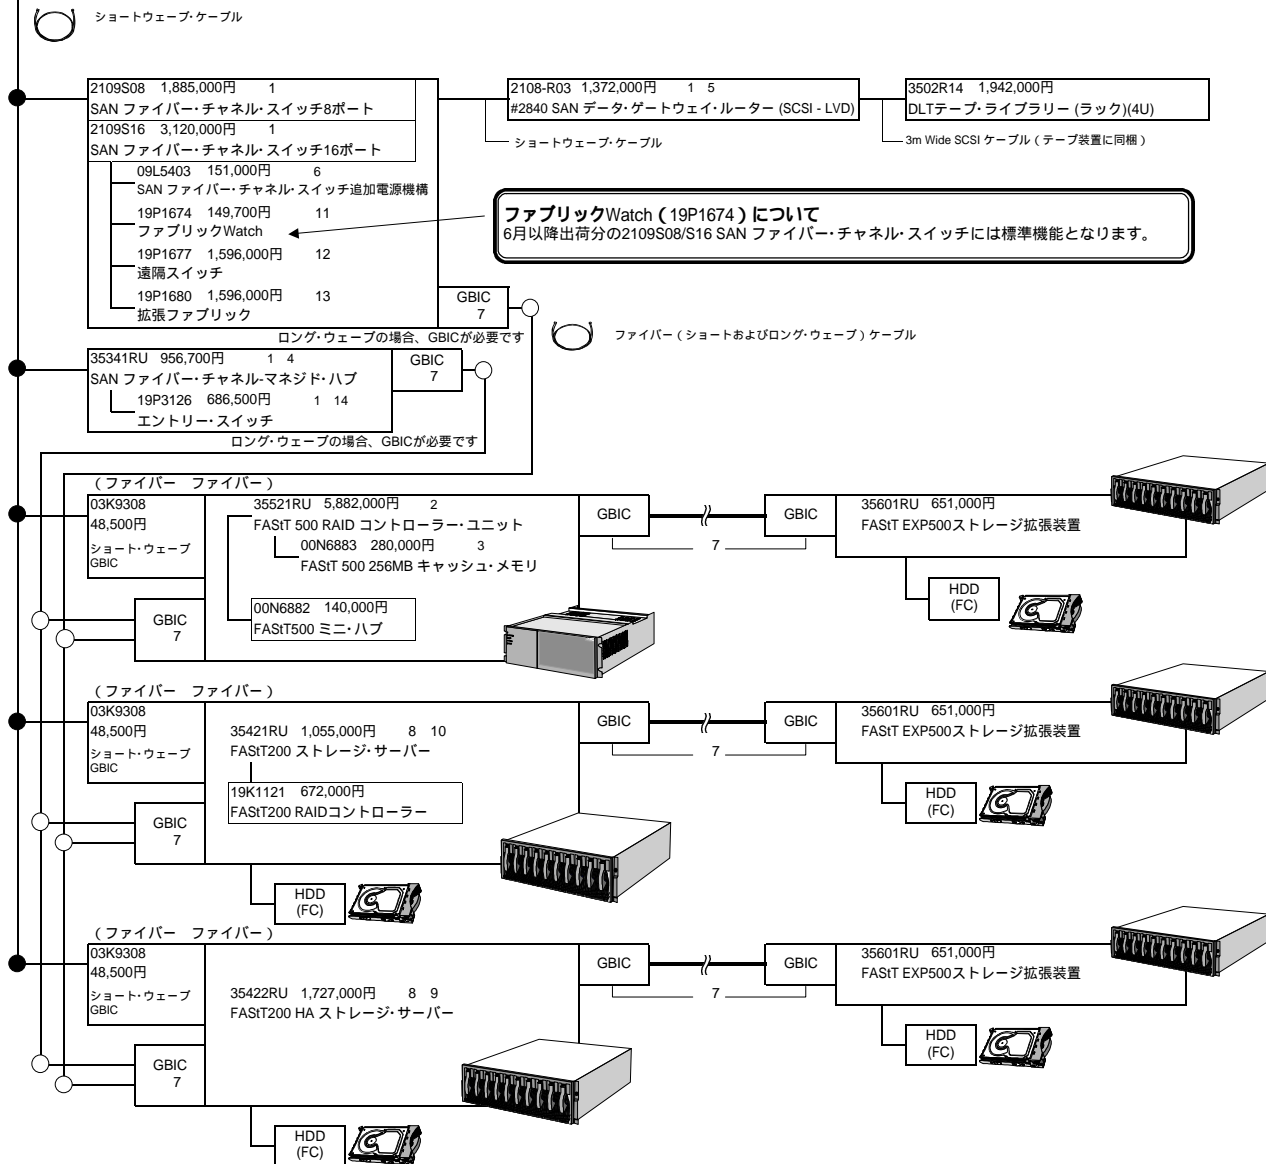 ショートウェーブ・ケーブル
2109S08 1,885,000円 1
SAN ファイバー・チャネル・スイッチ8ポート
2109S16 3,120,000円 1
SAN ファイバー・チャネル・スイッチ16ポート
09L5403 151,000円 6
SAN ファイバー・チャネル・スイッチ追加電源機構
19P1674 149,700円 11
ファブリックWatch
19P1677 1,596,000円 12
遠隔スイッチ
19P1680 1,596,000円 13
拡張ファブリック
GBIC
7
ロング・ウェーブの場合、GBICが必要です
2108-R03 1,372,000円 1 5
#2840 SAN データ・ゲートウェイ・ルーター (SCSI - LVD)
ショートウェーブ・ケーブル
3502R14 1,942,000円
DLTテープ・ライブラリー (ラック)(4U)
3m Wide SCSI ケーブル ( テープ装置に同梱 )
ファブリックWatch ( 19P1674 ) について
6月以降出荷分の2109S08/S16 SAN ファイバー・チャネル・スイッチには標準機能となります。
ファイバー ( ショートおよびロング・ウェーブ ) ケーブル
35341RU 956,700円 1 4
SAN ファイバー・チャネル-マネジド・ハブ
19P3126 686,500円 1 14
エントリー・スイッチ
GBIC
7
ロング・ウェーブの場合、GBICが必要です
( ファイバー ファイバー )
03K9308
48,500円
ショート・ウェーブ
GBIC
GBIC
7
35521RU 5,882,000円 2
FAStT 500 RAID コントローラー・ユニット
00N6883 280,000円 3
FAStT 500 256MB キャッシュ・メモリ
00N6882 140,000円
FAStT500 ミニ・ハブ
GBIC
GBIC
7
35601RU 651,000円
FAStT EXP500ストレージ拡張装置
HDD
(FC)
( ファイバー ファイバー )
03K9308
48,500円
ショート・ウェーブ
GBIC
GBIC
7
35421RU 1,055,000円 8 10
FAStT200 ストレージ・サーバー
19K1121 672,000円
FAStT200 RAIDコントローラー
HDD
(FC)
GBIC
GBIC
7
35601RU 651,000円
FAStT EXP500ストレージ拡張装置
HDD
(FC)
( ファイバー ファイバー )
03K9308
48,500円
ショート・ウェーブ
GBIC
GBIC
7
35422RU 1,727,000円 8 9
FAStT200 HA ストレージ・サーバー
HDD
(FC)
GBIC
GBIC
7
35601RU 651,000円
FAStT EXP500ストレージ拡張装置
HDD
(FC)